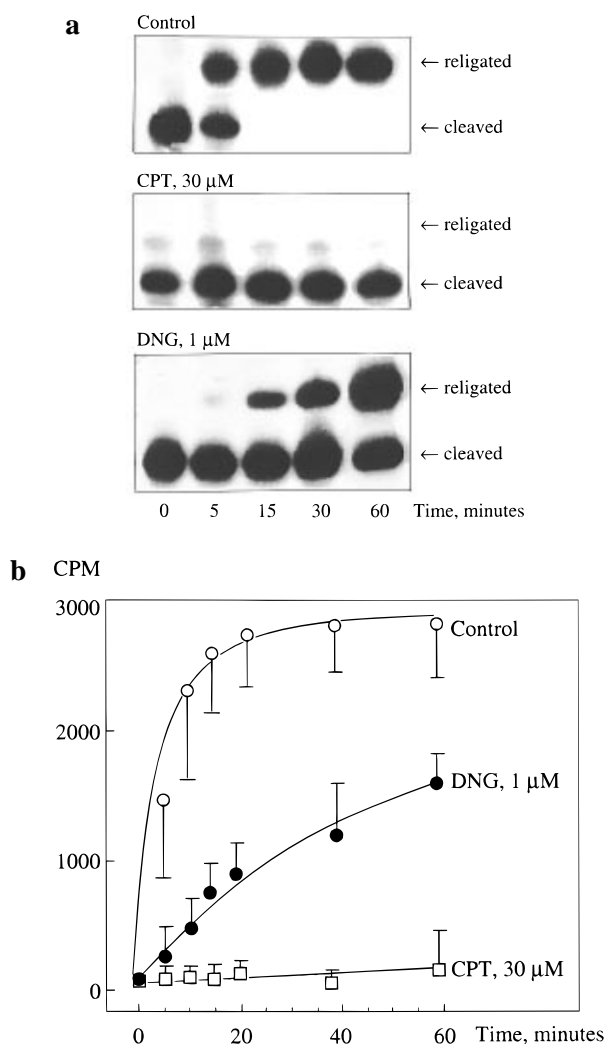 a
Control
← religated
← cleaved
CPT, 30 µM
← religated
← cleaved
DNG, 1 µM
← religated
← cleaved
0 5 15 30 60 Time, minutes
b CPM
3000
Control
2000
DNG, 1 µM
1000
CPT, 30 µM
0
0 20 40 60 Time, minutes